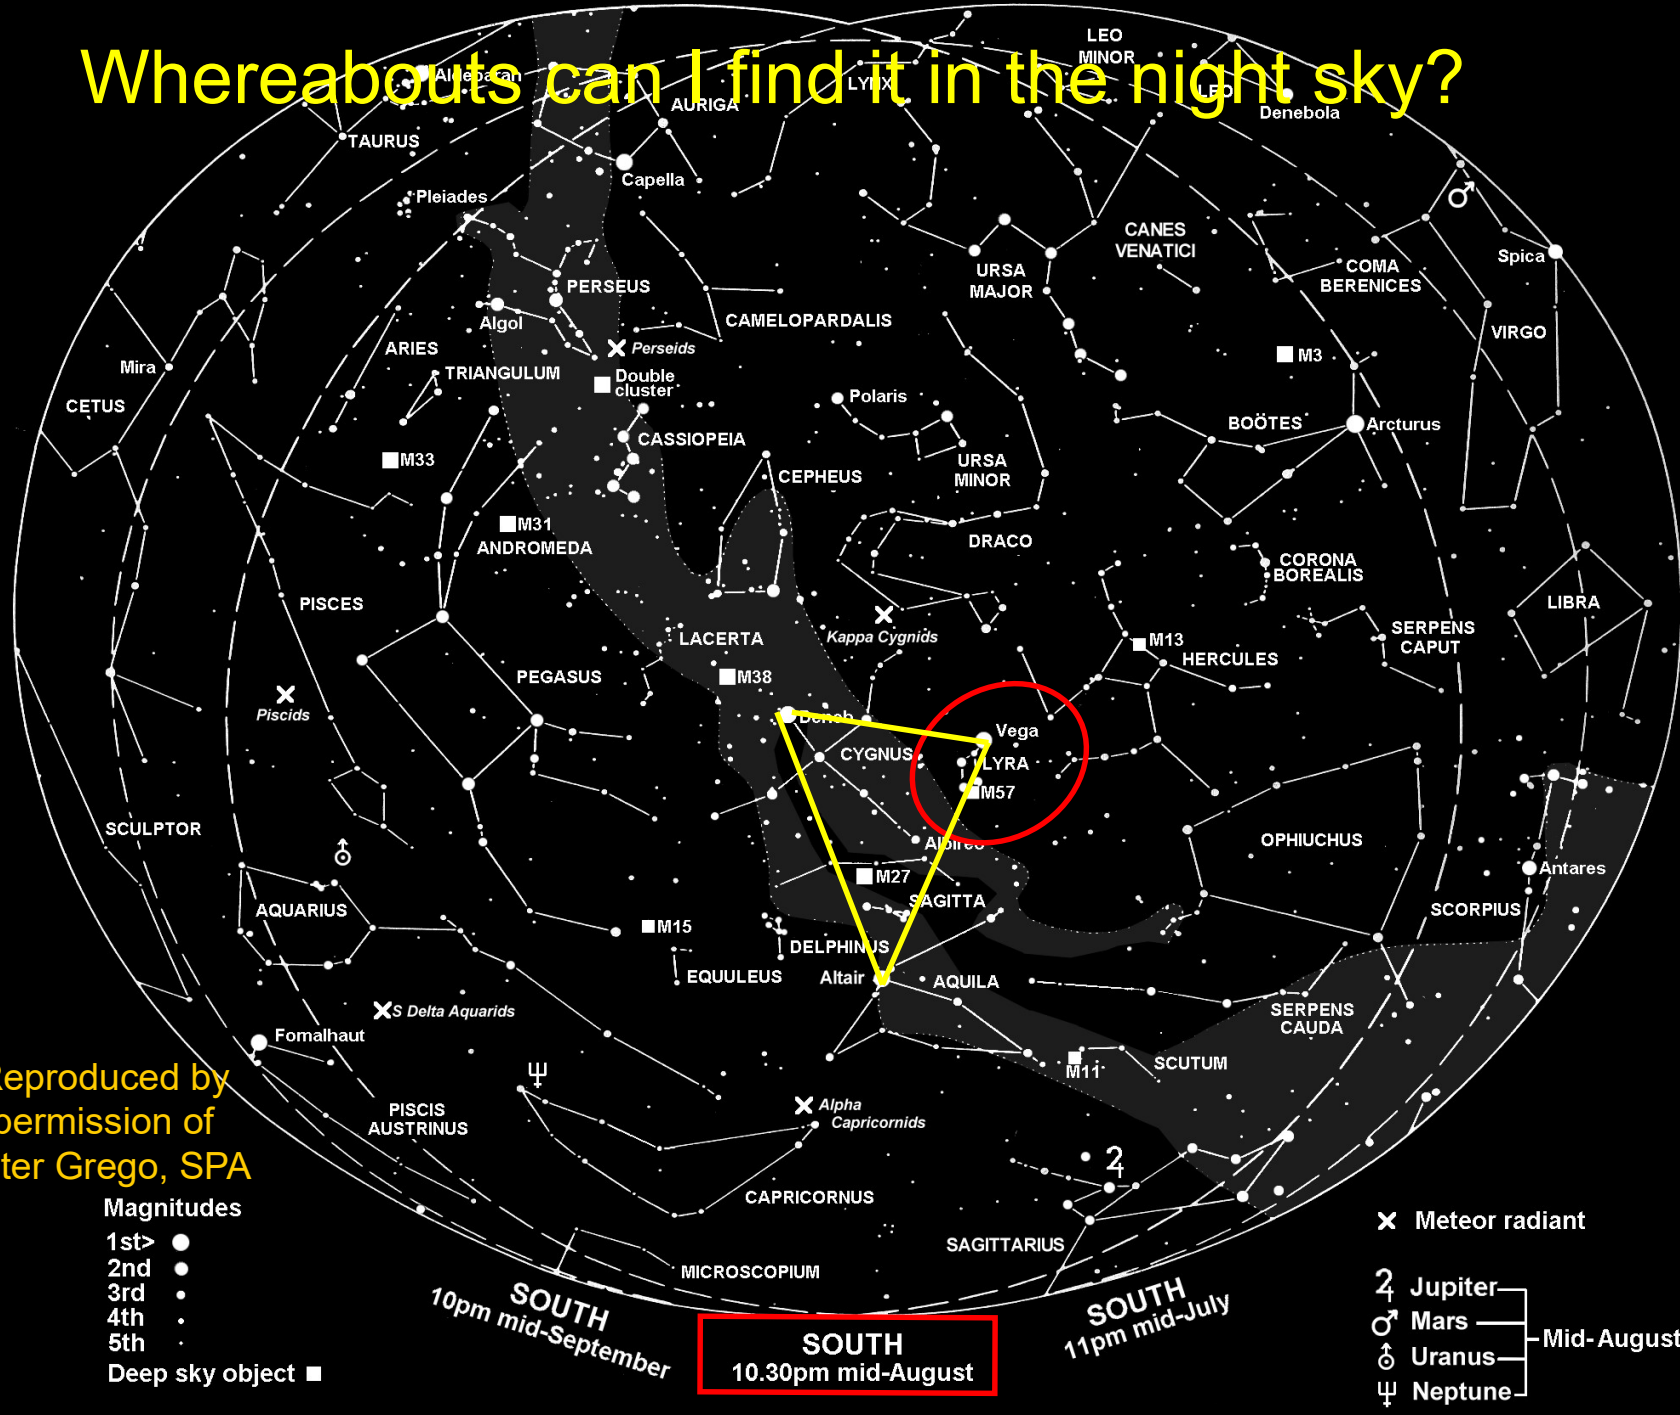 Whereabouts can I find it in the night sky?
LEO
MINOR
LYNX
LEO
Denebola
Aldebaran
AURIGA
TAURUS
Capella
Pleiades
CANES
VENATICI
COMA
BERENICES
Spica
URSA
MAJOR
PERSEUS
Algol
CAMELOPARDALIS
VIRGO
ARIES
Perseids
M3
Mira
TRIANGULUM
Double
cluster
CETUS
Polaris
BOÖTES
Arcturus
CASSIOPEIA
M33
CEPHEUS
URSA
MINOR
M31
ANDROMEDA
DRACO
CORONA
BOREALIS
PISCES
LIBRA
LACERTA
Kappa Cygnids
M13
SERPENS
CAPUT
HERCULES
PEGASUS
M38
Piscids
Deneb
Vega
CYGNUS
LYRA
M57
SCULPTOR
Albireo
OPHIUCHUS
M27
Antares
AQUARIUS
SAGITTA
SCORPIUS
M15
DELPHINUS
EQUULEUS
Altair
AQUILA
S Delta Aquarids
SERPENS
CAUDA
Fomalhaut
M11
SCUTUM
Reproduced by
permission of
ter Grego, SPA
PISCIS
AUSTRINUS
Alpha
Capricornids
CAPRICORNUS
SAGITTARIUS
MICROSCOPIUM
Magnitudes
1st>
2nd
3rd
4th
5th
Deep sky object
SOUTH
10pm mid-September
SOUTH
10.30pm mid-August
SOUTH
11pm mid-July
Meteor radiant
Jupiter
Mars
Uranus
Neptune
Mid-August